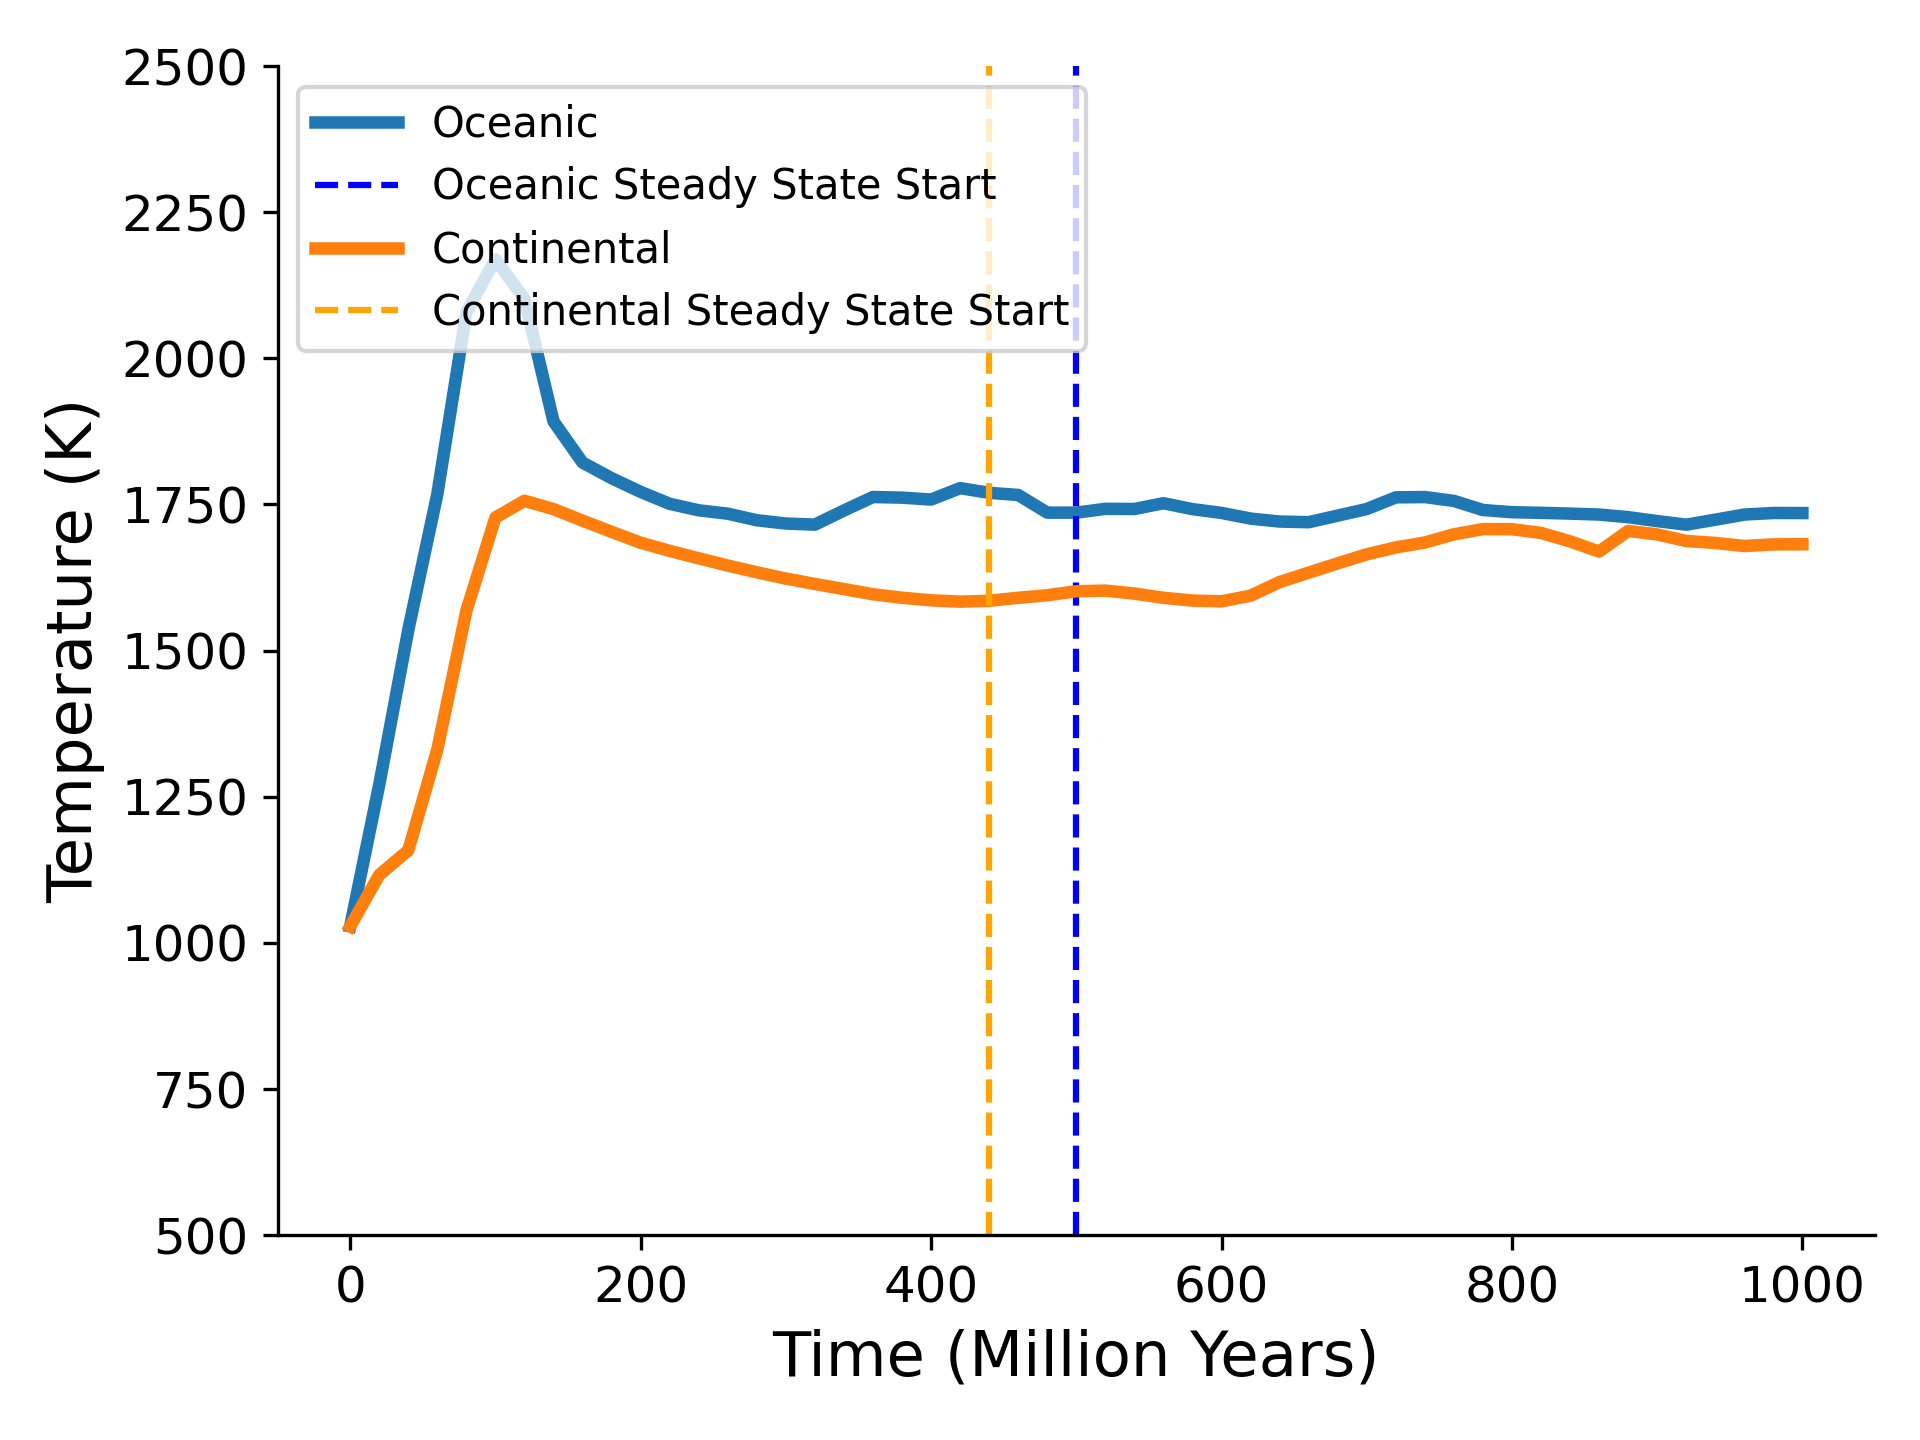 2500
2250
2000
1750
1500
1250
1000
750
500
Temperature (K)
Oceanic
Oceanic Steady State Start
Continental
Continental Steady State Start
0 200 400 600 800 1000
Time (Million Years)